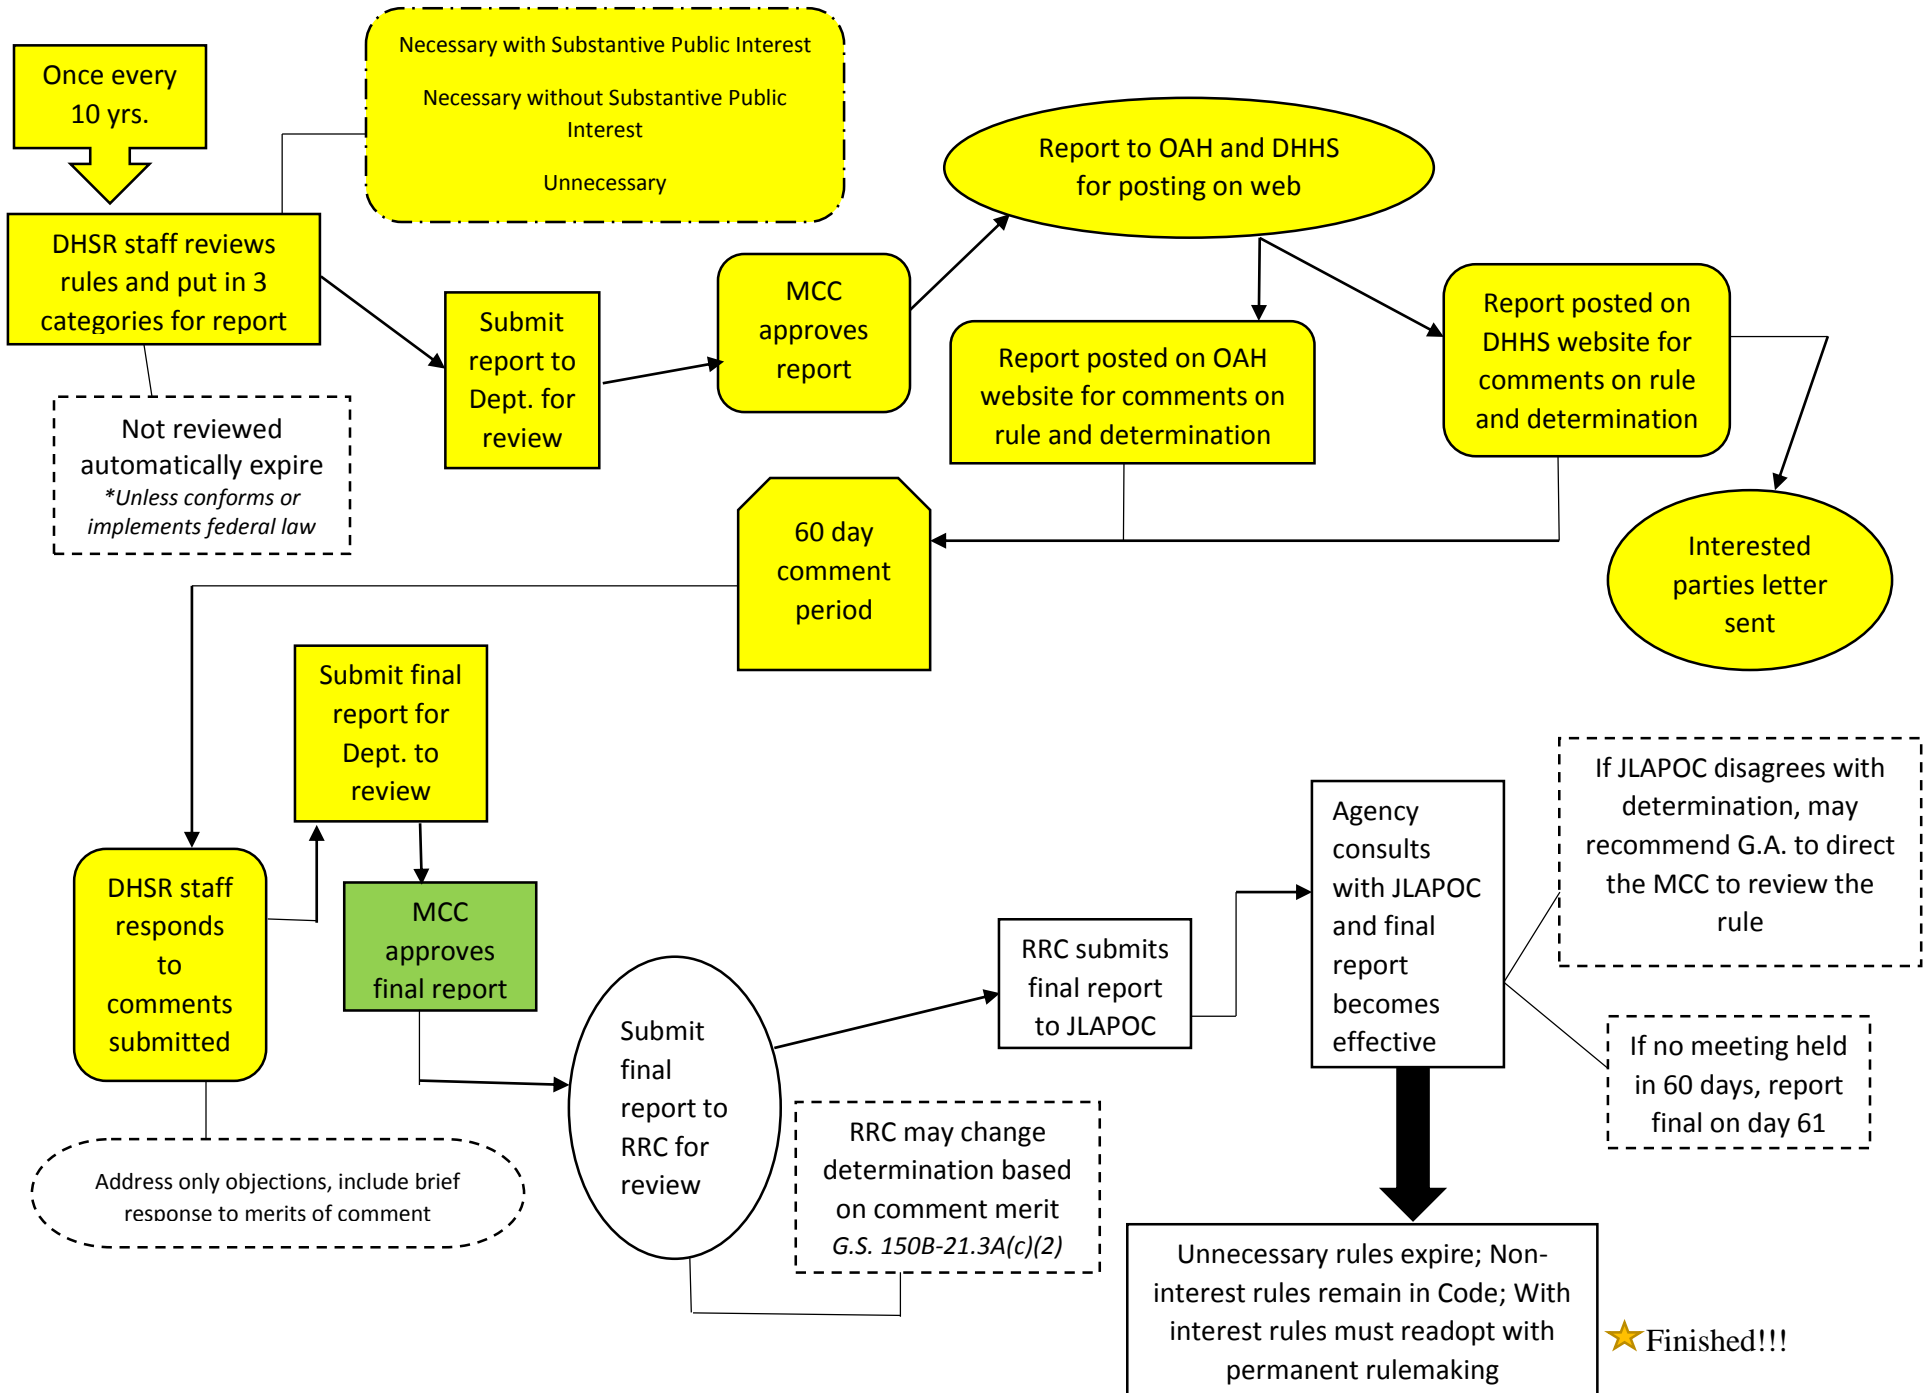 Once every
10 yrs.
Necessary with Substantive Public Interest
Necessary without Substantive Public
Interest
Unnecessary
DHSR staff reviews
rules and put in 3
categories for report
Not reviewed
automatically expire
*Unless conforms or
implements federal law
Submit
report to
Dept. for
review
MCC
approves
report
Report to OAH and DHHS
for posting on web
Report posted on OAH
website for comments on
rule and determination
Report posted on
DHHS website for
comments on rule
and determination
Interested
parties letter
sent
60 day
comment
period
DHSR staff
responds
to
comments
submitted
Address only objections, include brief
response to merits of comment
Submit final
report for
Dept. to
review
MCC
approves
final report
Submit
final
report to
RRC for
review
RRC may change
determination based
on comment merit
G.S. 150B-21.3A(c)(2)
RRC submits
final report
to JLAPOC
Agency
consults
with JLAPOC
and final
report
becomes
effective
If JLAPOC disagrees with
determination, may
recommend G.A. to direct
the MCC to review the
rule
If no meeting held
in 60 days, report
final on day 61
Unnecessary rules expire; Non-
interest rules remain in Code; With
interest rules must readopt with
permanent rulemaking
Finished!!!